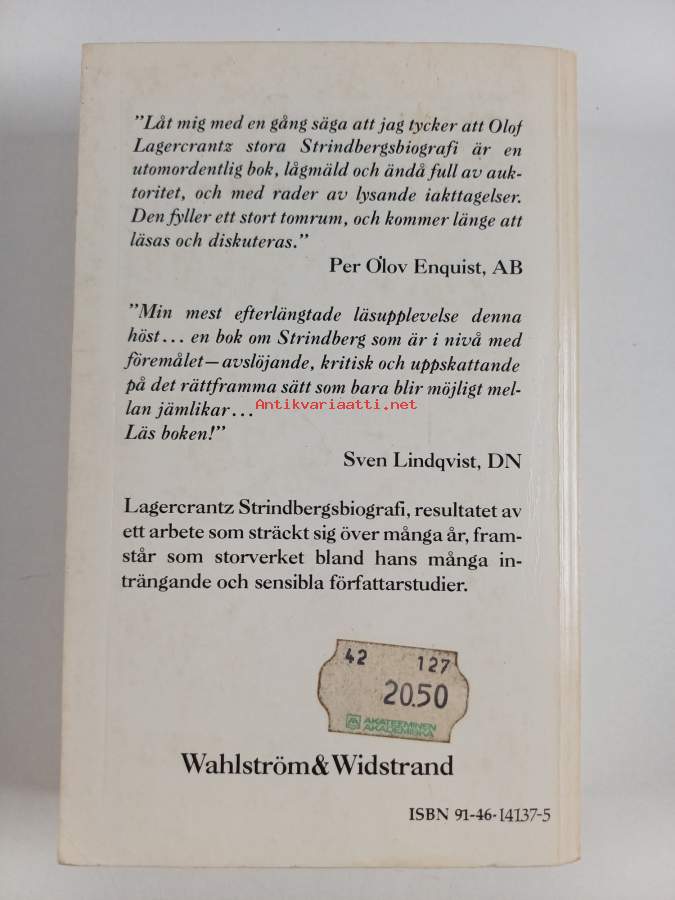 ”Låt mig med en gång säga att jag tycker att Olof
Lagercrantz stora Strindbergsbiografi är en
utomordentlig bok, lågmäld och ändå full av auk-
toritet, och med rader av lysande iakttagelser.
Den fyller ett stort tomrum, och kommer länge att
läsas och diskuteras.”
Per Olov Enquist, AB
”Min mest efterlängtade läsupplevelse denna
höst... en bok om Strindberg som är i nivå med
föremålet—avslöjande, kritisk och uppskattande
på det rättframma sätt som bara blir möjligt mel-
lan jämlikar...
Antikvariaatti.net
Läs boken!”
Sven Lindqvist, DN
Lagercrantz Strindbergsbiografi, resultatet av
ett arbete som sträckt sig över många år, fram-
står som storverket bland hans många in-
trängande och sensibla författarstudier.
42 127
20.50
AKATEEMINEN
AKADEMISKA
Wahlström&Widstrand
ISBN 91-46-14137-5